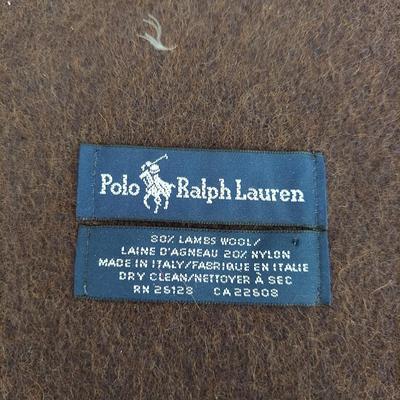 Polo Ralph Lauren
80% LAMBS WOOL/
LAINE D'AGNEAU 20% NYLON
MADE IN ITALY/FABRIQUE EN ITALIE
DRY CLEAN/NETTOYER À SEC
RN 26128 CA 22608